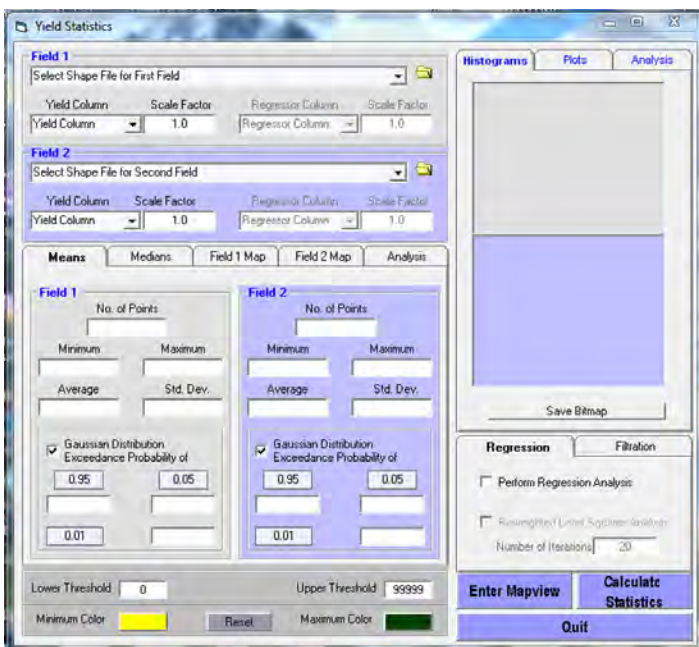 Yield Statistics
Field 1
Select Shape File for First Field
Yield Column Scale Factor Regressor Column Scale Factor
Yield Column 1.0 Regressor Column 1.0
Field 2
Select Shape File for Second Field
Yield Column Scale Factor Regressor Column Scale Factor
Yield Column 1.0 Regressor Column 1.0
Means Medians Field 1 Map Field 2 Map Analysis
Field 1
No. of Points
Minimum Maximum
Average Std. Dev.
Gaussian Distribution
Exceedance Probability of
0.95 0.05
0.01
Field 2
No. of Points
Minimum Maximum
Average Std. Dev.
Gaussian Distribution
Exceedance Probability of
0.95 0.05
0.01
Lower Threshold 0 Upper Threshold 99999
Minimum Color Reset Maximum Color
Histograms Plots Analysis
Save Bitmap
Regression Filtration
Perform Regression Analysis
Reweighted Least Squares Analysis
Number of Iterations 20
Enter Mapview Calculate
Statistics
Quit